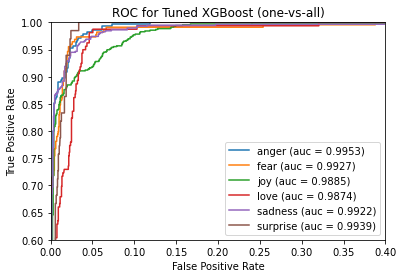 ROC for Tuned XGBoost (one-vs-all)
True Positive Rate
1.00
0.95
0.90
0.85
0.80
0.75
0.70
0.65
0.60
anger (auc = 0.9953)
fear (auc = 0.9927)
joy (auc = 0.9885)
love (auc = 0.9874)
sadness (auc = 0.9922)
surprise (auc = 0.9939)
0.00 0.05 0.10 0.15 0.20 0.25 0.30 0.35 0.40
False Positive Rate